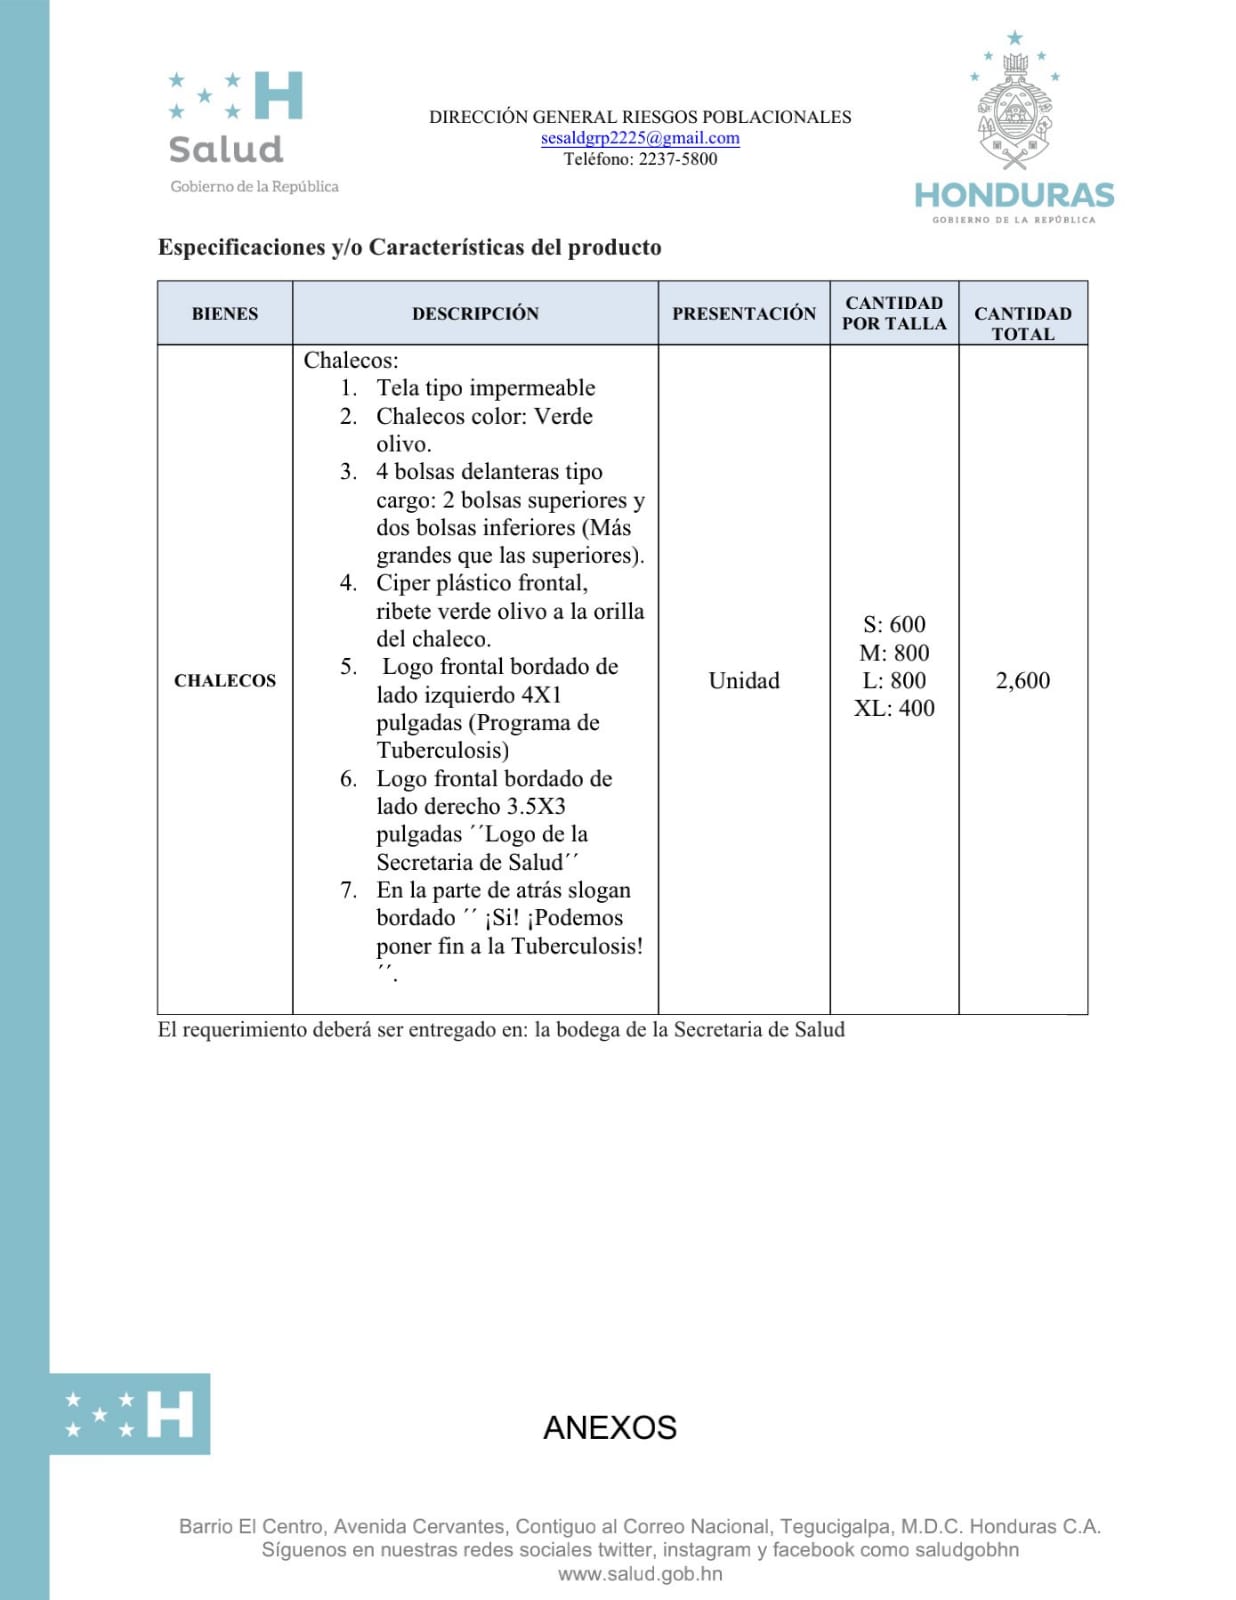 H
Salud
Gobierno de la República
DIRECCIÓN GENERAL RIESGOS POBLACIONALES
sesaldgrp2225@gmail.com
Teléfono: 2237-5800
HONDURAS
GOBIERNO DE LA REPÚBLICA
Especificaciones y/o Características del producto
BIENES
DESCRIPCIÓN
PRESENTACIÓN
CANTIDAD
POR TALLA
CANTIDAD
TOTAL
CHALECOS
Chalecos:
1. Tela tipo impermeable
2. Chalecos color: Verde
olivo.
3. 4 bolsas delanteras tipo
cargo: 2 bolsas superiores y
dos bolsas inferiores (Más
grandes que las superiores).
4. Ciper plástico frontal,
ribete verde olivo a la orilla
del chaleco.
5. Logo frontal bordado de
lado izquierdo 4X1
pulgadas (Programa de
Tuberculosis)
6. Logo frontal bordado de
lado derecho 3.5X3
pulgadas ´´Logo de la
Secretaria de Salud´´
7. En la parte de atrás slogan
bordado ´´ ¡Si! ¡Podemos
poner fin a la Tuberculosis!
´´.
Unidad
S: 600
M: 800
L: 800
XL: 400
2,600
El requerimiento deberá ser entregado en: la bodega de la Secretaria de Salud
H
ANEXOS
Barrio El Centro, Avenida Cervantes, Contiguo al Correo Nacional, Tegucigalpa, M.D.C. Honduras C.A.
Síguenos en nuestras redes sociales twitter, instagram y facebook como saludgobhn
www.salud.gob.hn